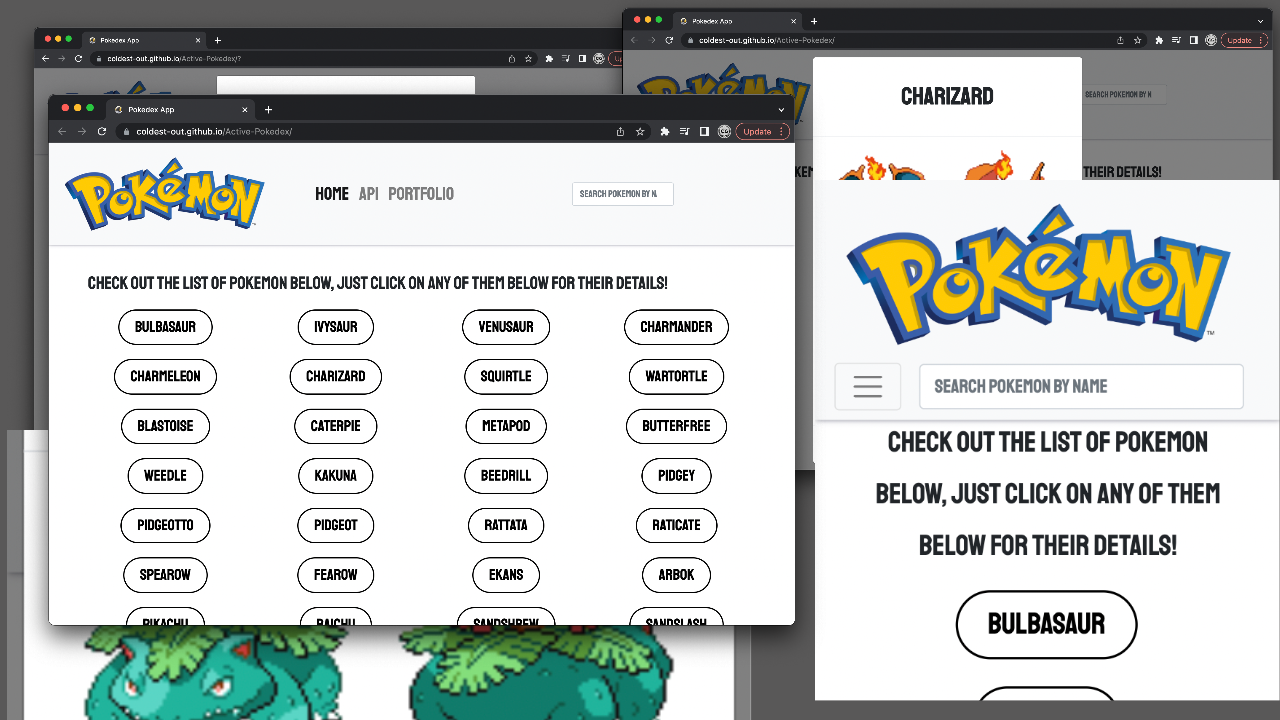 Pokedex App
coldest-out.github.io/Active-Pokedex/?
Pokedex App
coldest-out.github.io/Active-Pokedex/
Update
CHARIZARD
SEARCH POKEMON BY N
THEIR DETAILS!
Pokedex App
coldest-out.github.io/Active-Pokedex/
Update
POKéMON
HOME API PORTFOLIO
SEARCH POKEMON BY N
CHECK OUT THE LIST OF POKEMON BELOW, JUST CLICK ON ANY OF THEM BELOW FOR THEIR DETAILS!
BULBASAUR IVYSAUR VENUSAUR CHARMANDER
CHARMELEON CHARIZARD SQUIRTLE WARTORTLE
BLASTOISE CATERPIE METAPOD BUTTERFREE
WEEDLE KAKUNA BEEDRILL PIDGEY
PIDGEOTTO PIDGEOT RATTATA RATICATE
SPEAROW FEAROW EKANS ARBOK
PIKACHU RAICHU SANDSHREW SANDSLASH
POKéMON
TM
SEARCH POKEMON BY NAME
CHECK OUT THE LIST OF POKEMON
BELOW, JUST CLICK ON ANY OF THEM
BELOW FOR THEIR DETAILS!
BULBASAUR